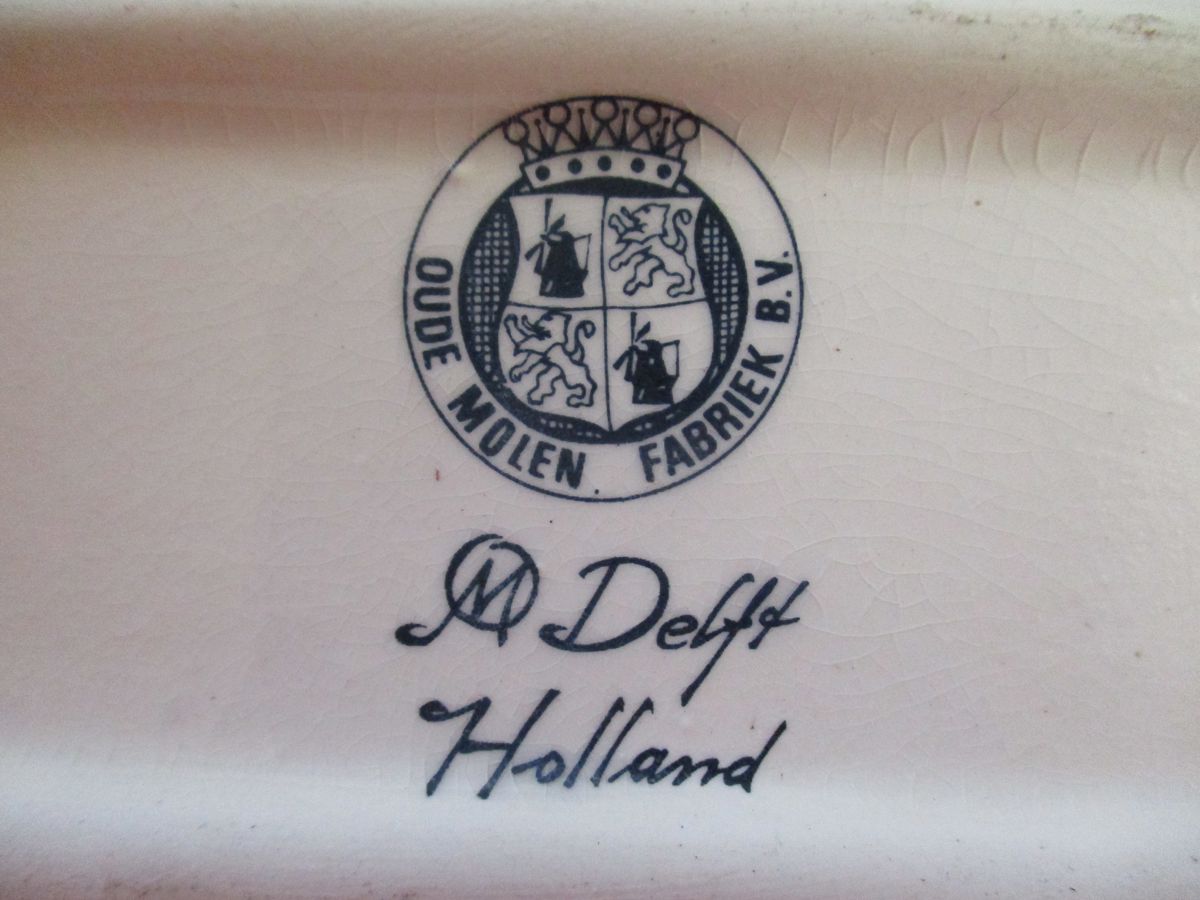 OUDE MOLEN FABRIEK B.V.
OM Delft
Holland